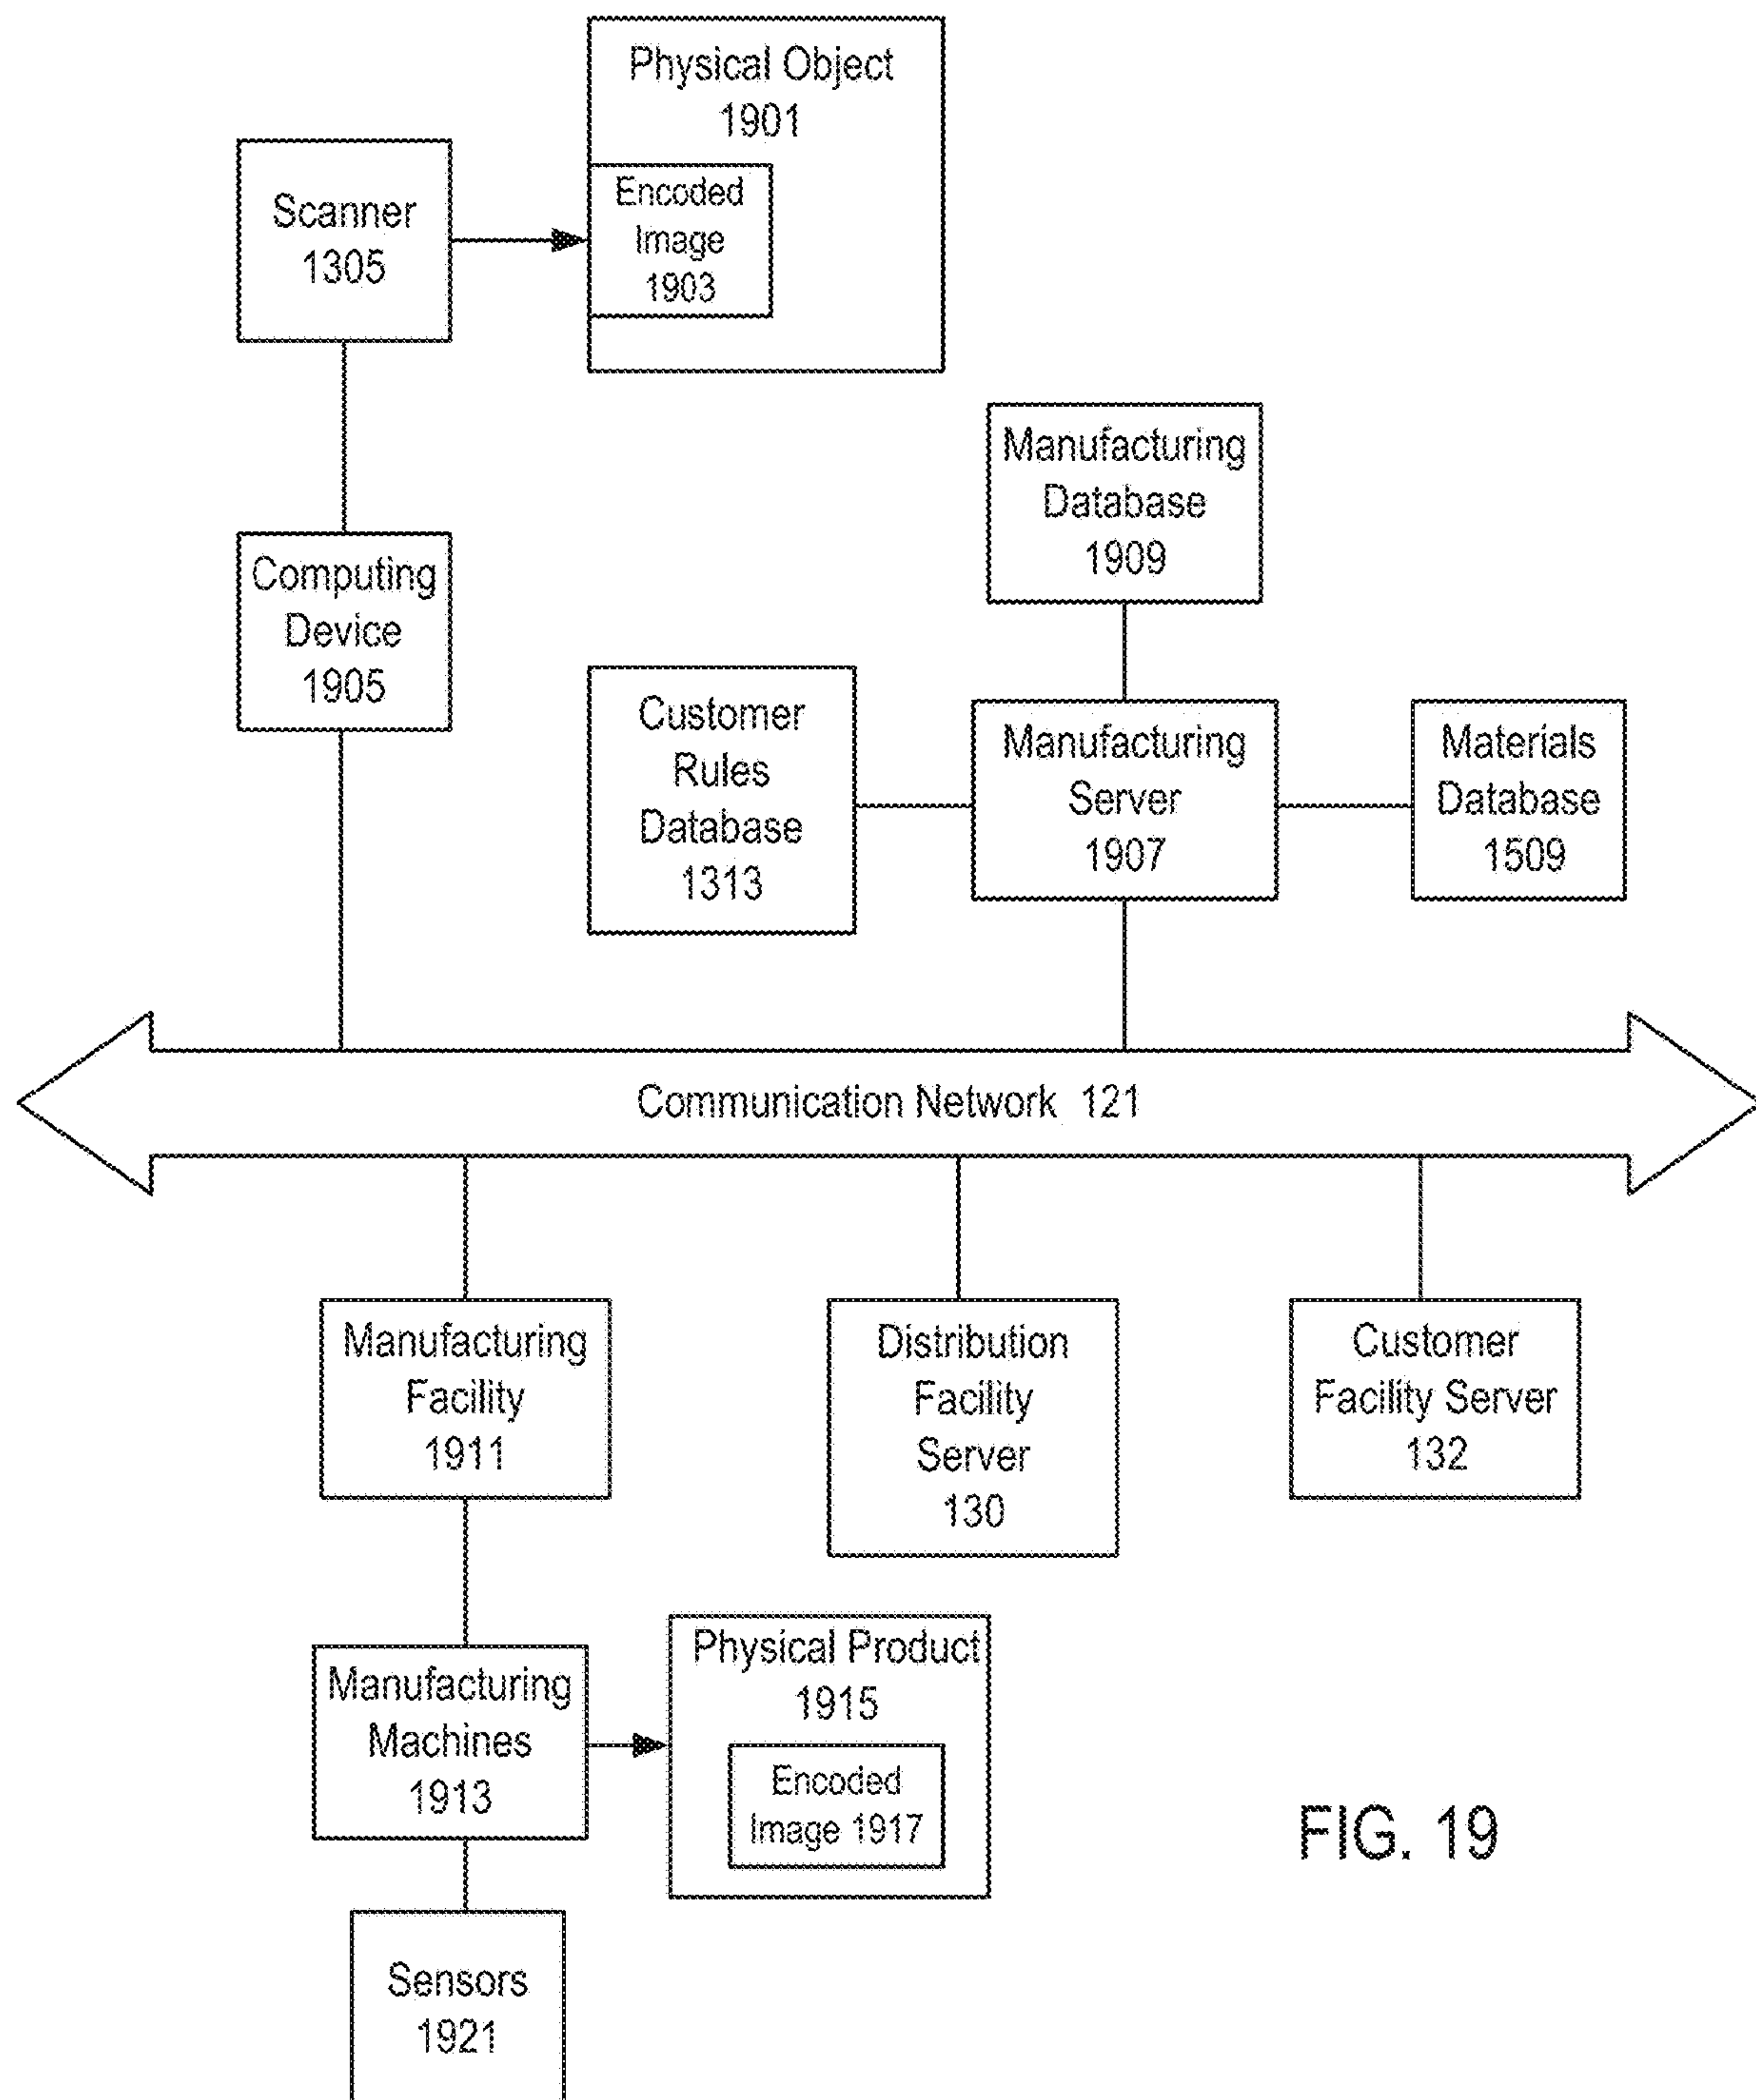 Physical Object
1901
Scanner
1305
Encoded
Image
1903
Manufacturing
Database
1909
Computing
Device
1905
Customer
Rules
Database
1313
Manufacturing
Server
1907
Materials
Database
1509
Communication Network 121
Manufacturing
Facility
1911
Distribution
Facility
Server
130
Customer
Facility Server
132
Manufacturing
Machines
1913
Physical Product
1915
Encoded
Image 1917
FIG. 19
Sensors
1921